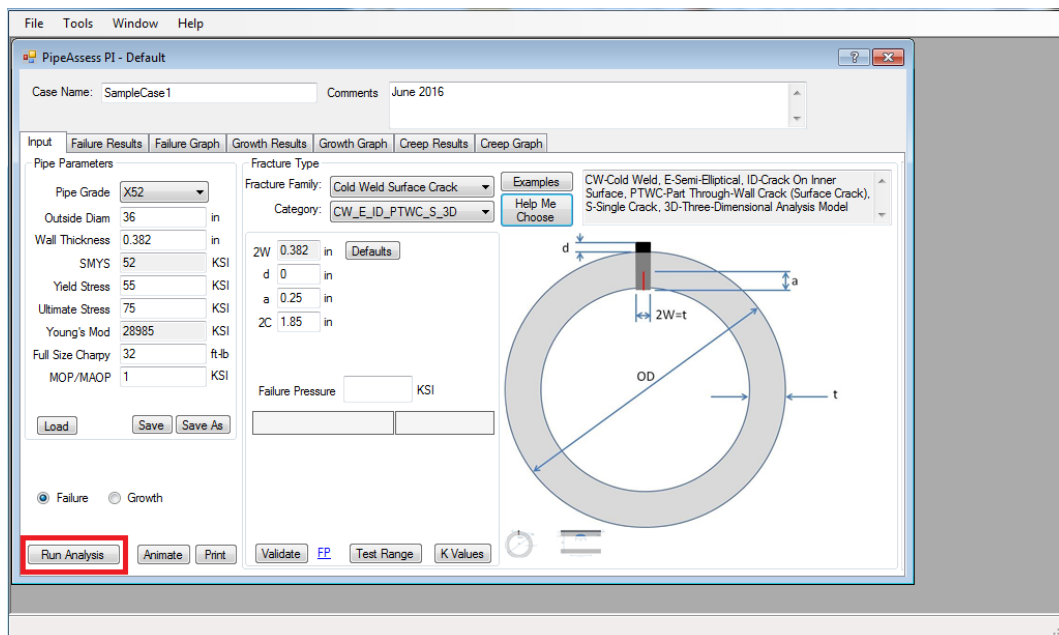 File Tools Window Help
PipeAssess PI - Default
Case Name: SampleCase1 Comments June 2016
Input Failure Results Failure Graph Growth Results Growth Graph Creep Results Creep Graph
Pipe Parameters
Pipe Grade X52
Outside Diam 36 in
Wall Thickness 0.382 in
SMYS 52 KSI
Yield Stress 55 KSI
Ultimate Stress 75 KSI
Young's Mod 28985 KSI
Full Size Charpy 32 ft-lb
MOP/MAOP 1 KSI
Load Save Save As
Failure Growth
Run Analysis Animate Print
Fracture Type
Fracture Family: Cold Weld Surface Crack Examples
Category: CW_E_ID_PTWC_S_3D Help Me Choose
CW-Cold Weld, E-Semi-Elliptical, ID-Crack On Inner
Surface, PTWC-Part Through-Wall Crack (Surface Crack),
S-Single Crack, 3D-Three-Dimensional Analysis Model
2W 0.382 in Defaults
d 0 in
a 0.25 in
2C 1.85 in
Failure Pressure KSI
Validate FP Test Range K Values
d
a
2W=t
OD
t